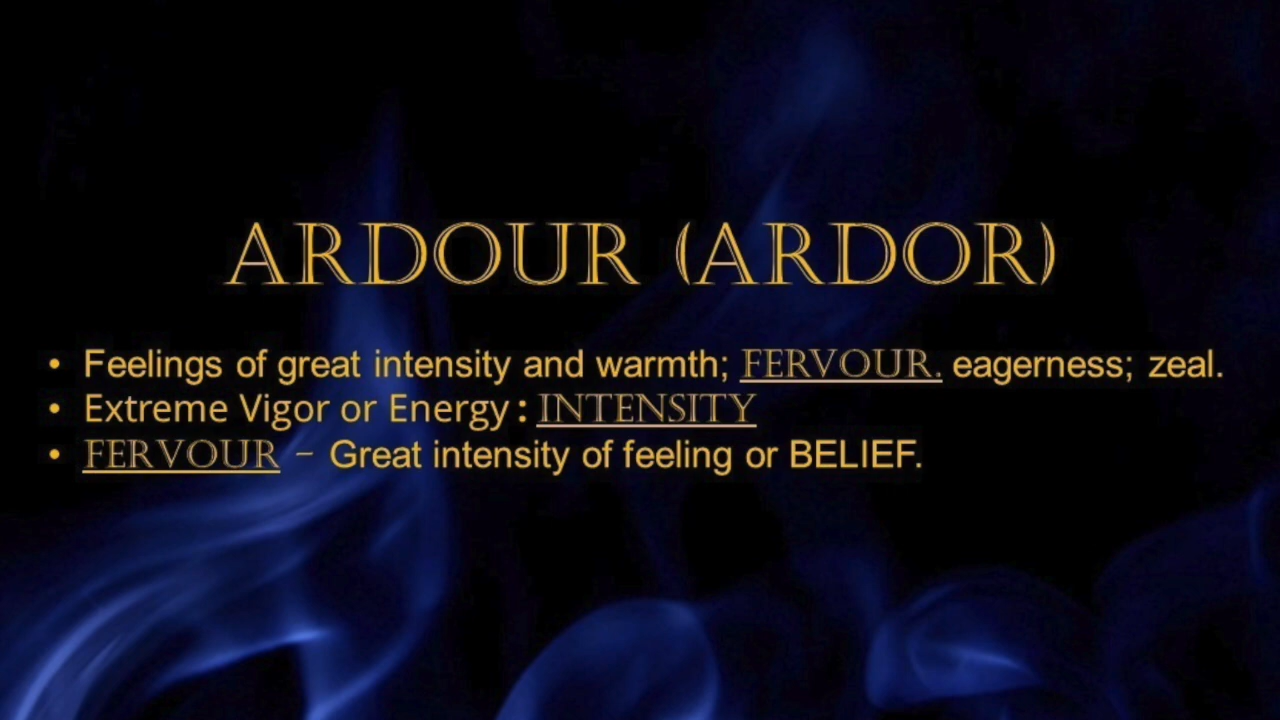 ARDOUR (ARDOR)
• Feelings of great intensity and warmth; FERVOUR. eagerness; zeal.
• Extreme Vigor or Energy : INTENSITY
• FERVOUR – Great intensity of feeling or BELIEF.